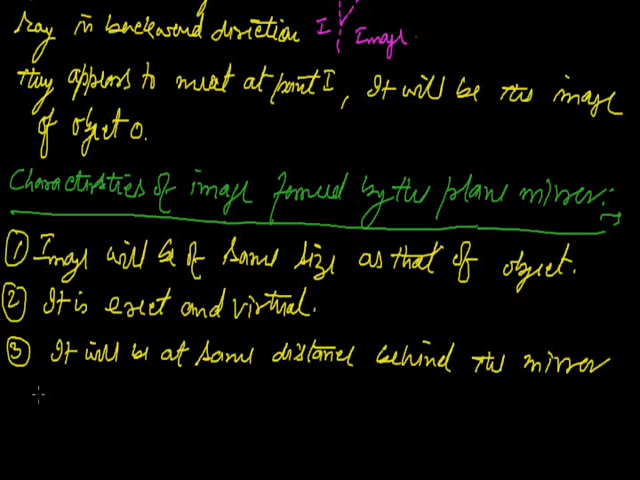 ray in backward direction I Image
they appears to meet at point I, It will be the image
of object O.
Characteristics of image formed by the plane mirror:→
① Image will be of same size as that of object.
② It is erect and virtual.
③ It will be at same distance behind the mirror